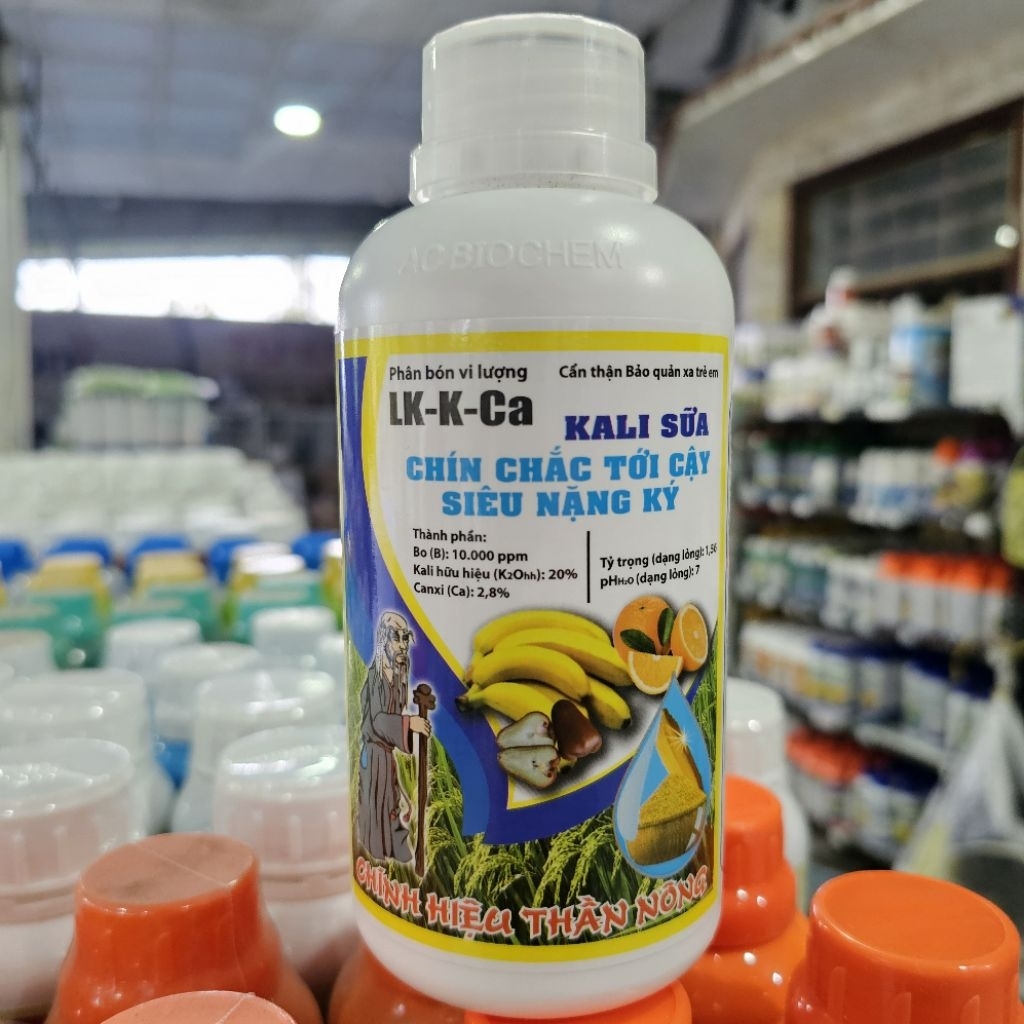 AC BIOCHEM
Phân bón vi lượng
Cẩn thận Bảo quản xa trẻ em
LK-K-Ca
KALI SỮA
CHÍN CHẮC TỚI CẬY
SIÊU NẶNG KÝ
Thành phần:
Bo (B): 10.000 ppm
Kali hữu hiệu (K₂Ohh): 20%
Canxi (Ca): 2,8%
Tỷ trọng (dạng lỏng): 1,56
pHH₂O (dạng lỏng): 7
CHÍNH HIỆU THẦN NÔNG